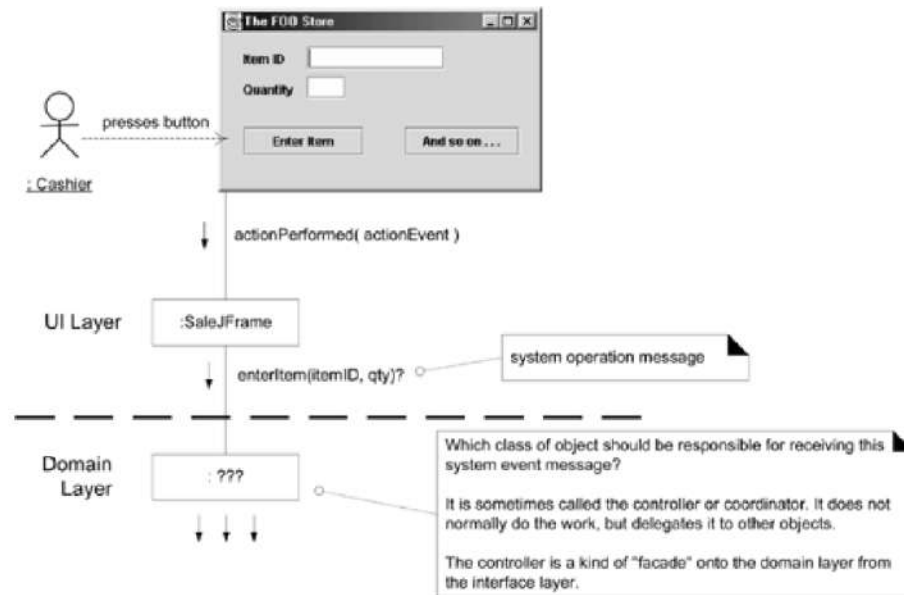 The FOO Store
Item ID
Quantity
presses button
Enter Item
And so on . . .
: Cashier
actionPerformed( actionEvent )
UI Layer
:SaleJFrame
system operation message
enterItem(itemID, qty)?
Which class of object should be responsible for receiving this
system event message?
It is sometimes called the controller or coordinator. It does not
normally do the work, but delegates it to other objects.
The controller is a kind of "facade" onto the domain layer from
the interface layer.
Domain
Layer
: ???